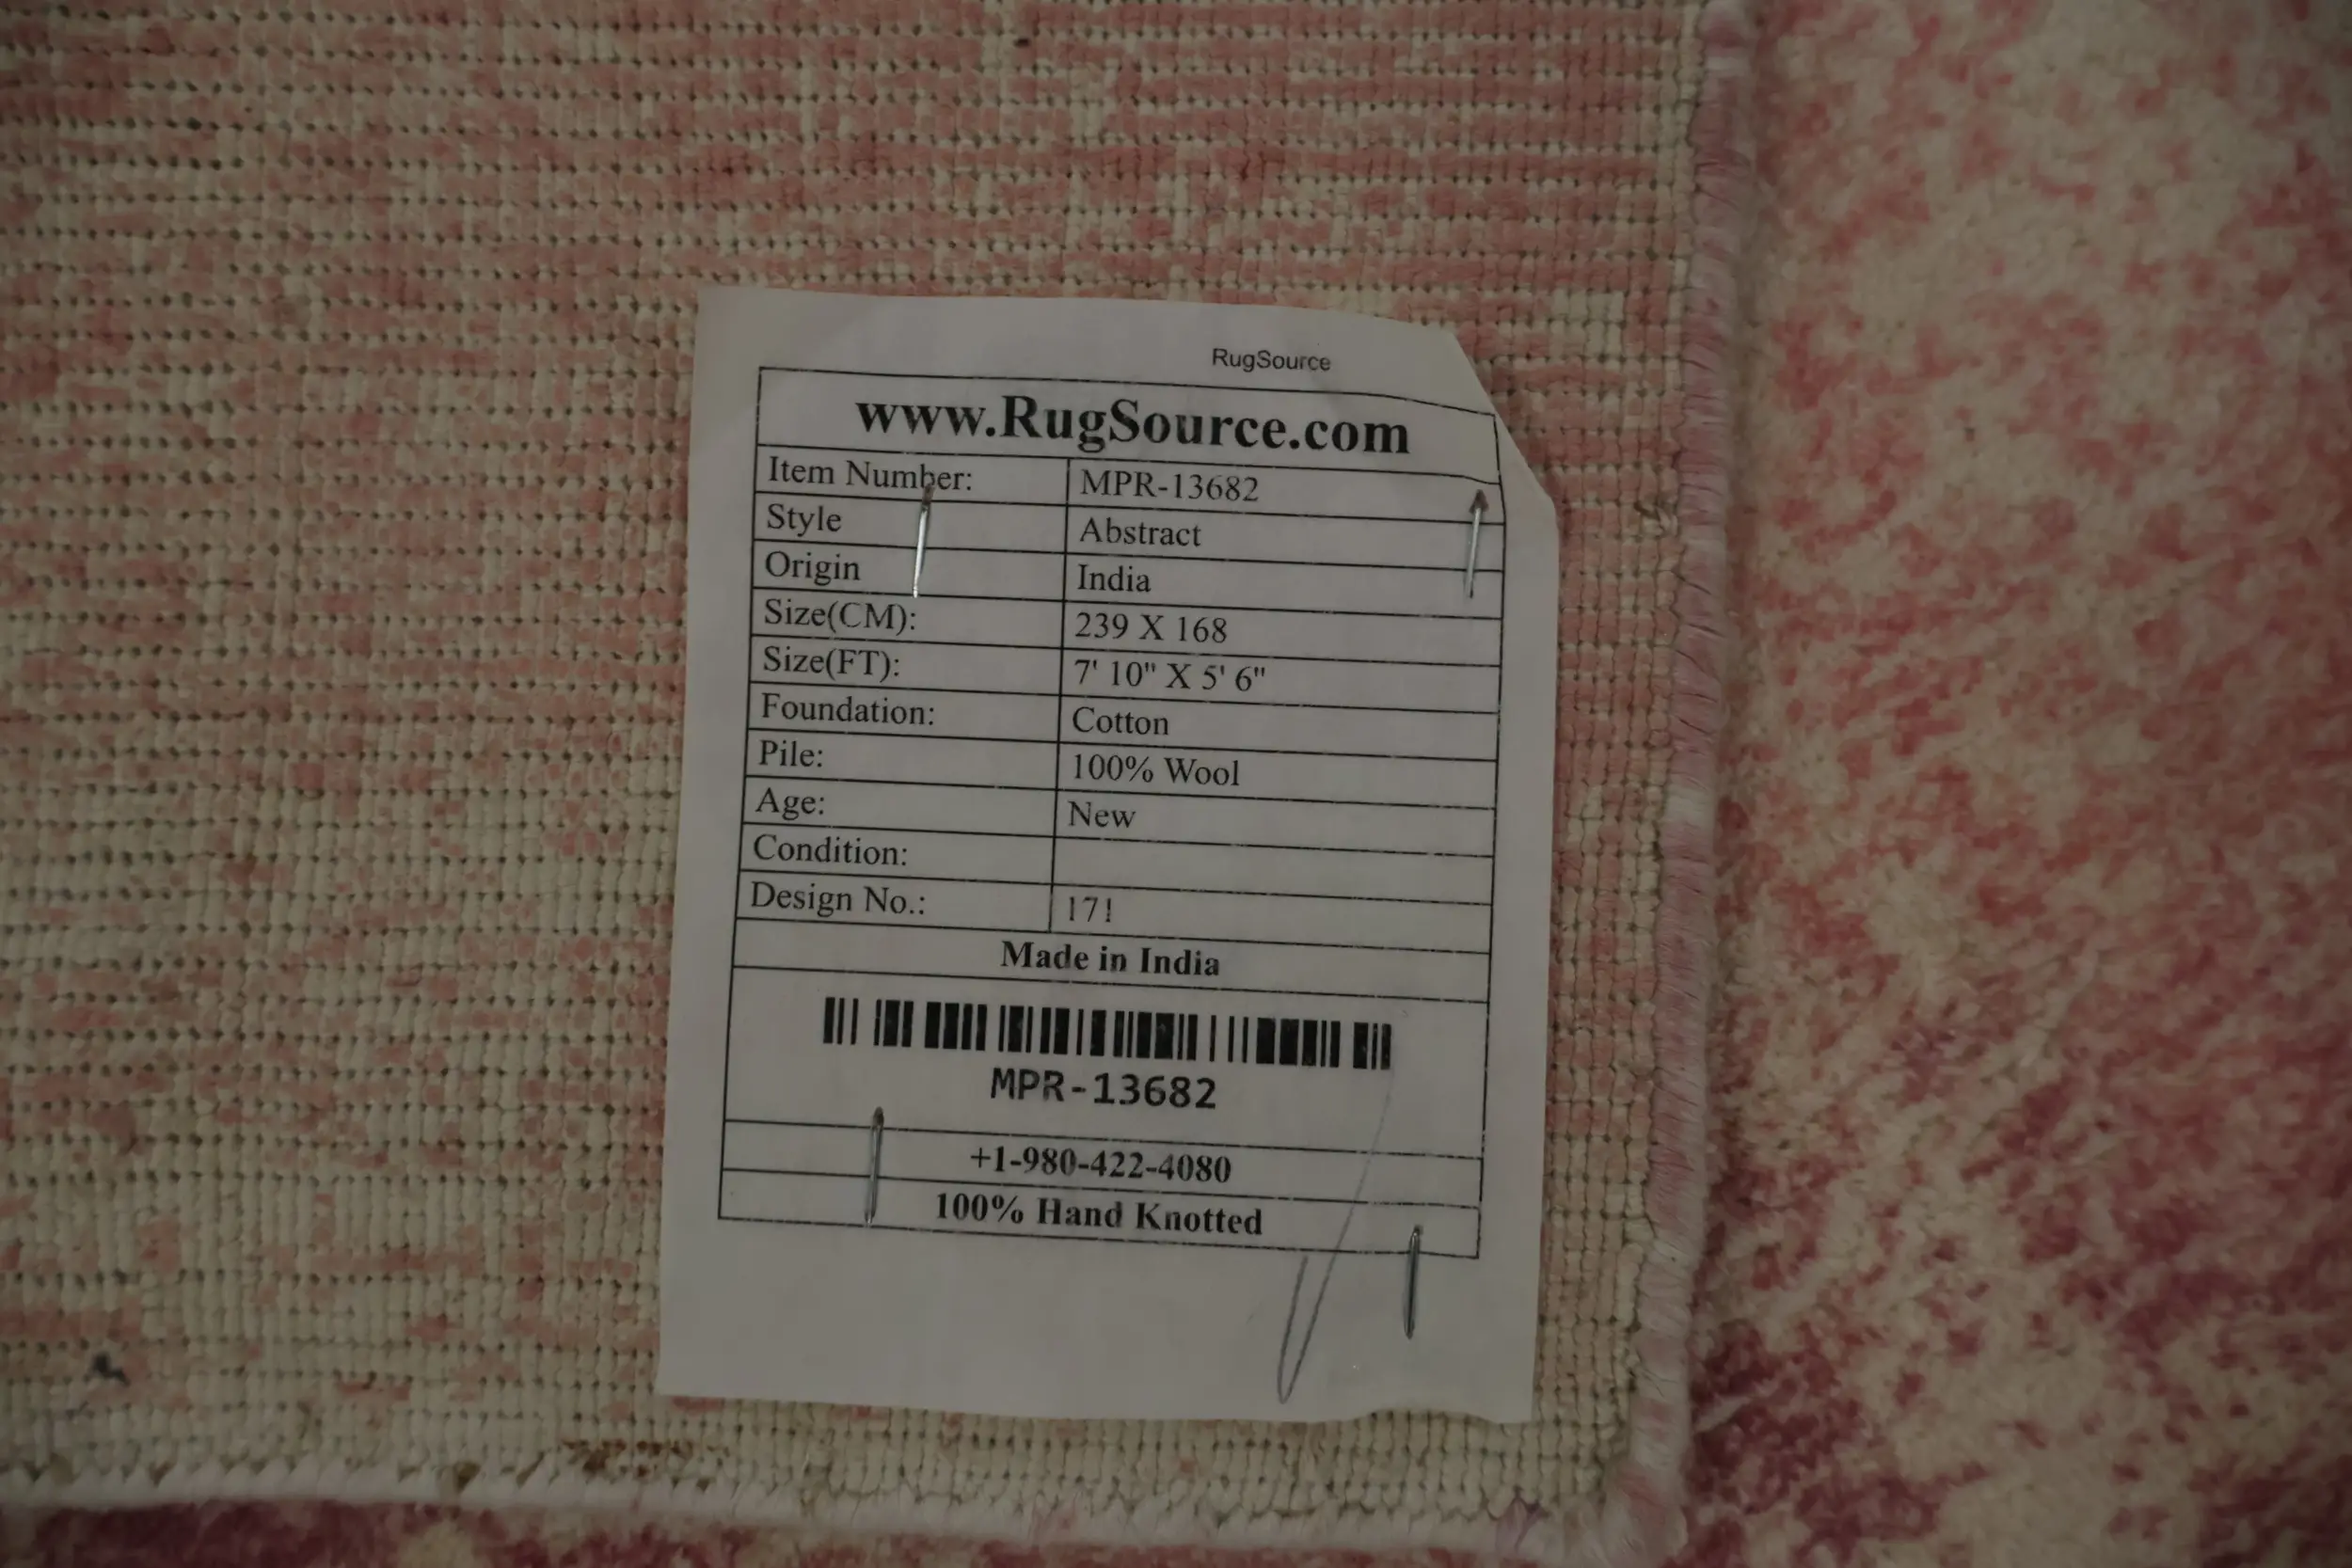 RugSource
www.RugSource.com
Item Number: MPR-13682
Style Abstract
Origin India
Size(CM): 239 X 168
Size(FT): 7' 10" X 5' 6"
Foundation: Cotton
Pile: 100% Wool
Age: New
Condition:
Design No.: 17!
Made in India
MPR-13682
+1-980-422-4080
100% Hand Knotted